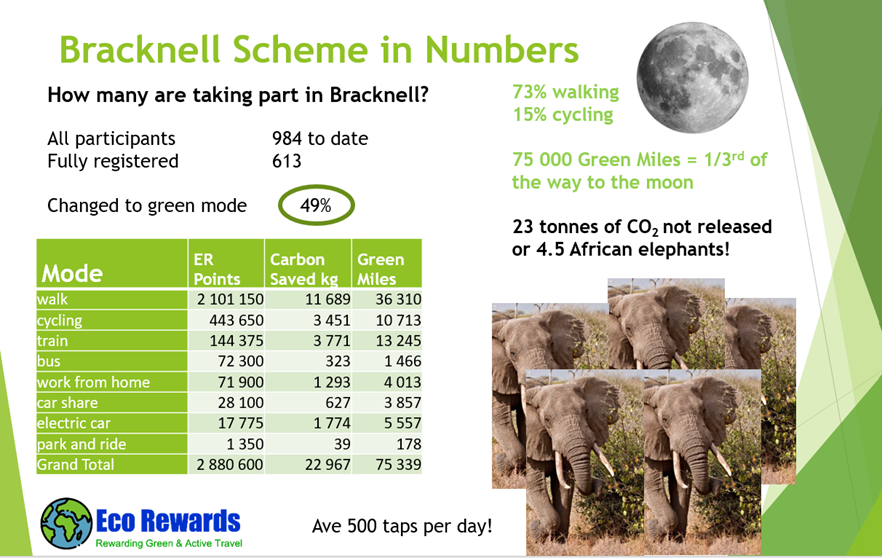 Bracknell Scheme in Numbers
How many are taking part in Bracknell?
All participants 984 to date
Fully registered 613
Changed to green mode 49%
Mode ER Points Carbon Saved kg Green Miles
walk 2 101 150 11 689 36 310
cycling 443 650 3 451 10 713
train 144 375 3 771 13 245
bus 72 300 323 1 466
work from home 71 900 1 293 4 013
car share 28 100 627 3 857
electric car 17 775 1 774 5 557
park and ride 1 350 39 178
Grand Total 2 880 600 22 967 75 339
73% walking
15% cycling
75 000 Green Miles = 1/3rd of
the way to the moon
23 tonnes of CO2 not released
or 4.5 African elephants!
Eco Rewards
Rewarding Green & Active Travel
Ave 500 taps per day!